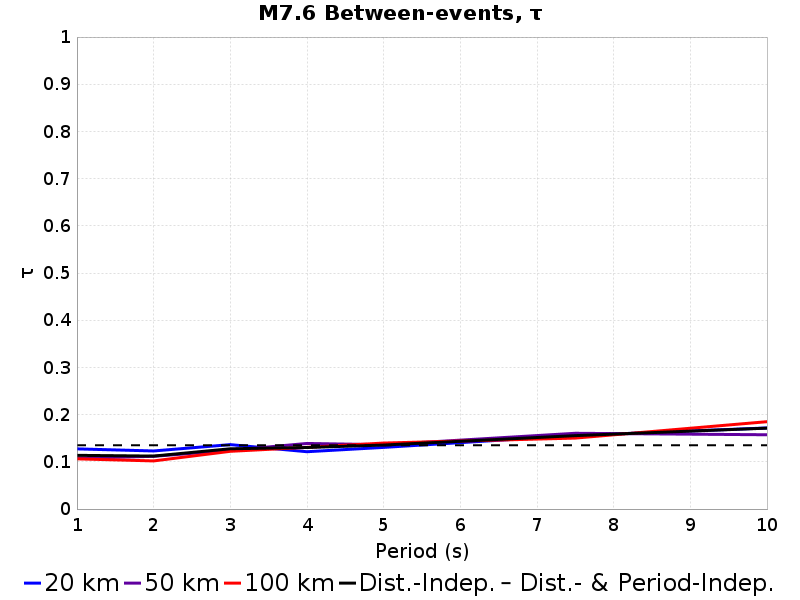 M7.6 Between-events, τ
1
0.9
0.8
0.7
0.6
0.5
0.4
0.3
0.2
0.1
0
τ
1 2 3 4 5 6 7 8 9 10
Period (s)
20 km 50 km 100 km Dist.-Indep. Dist.- & Period-Indep.